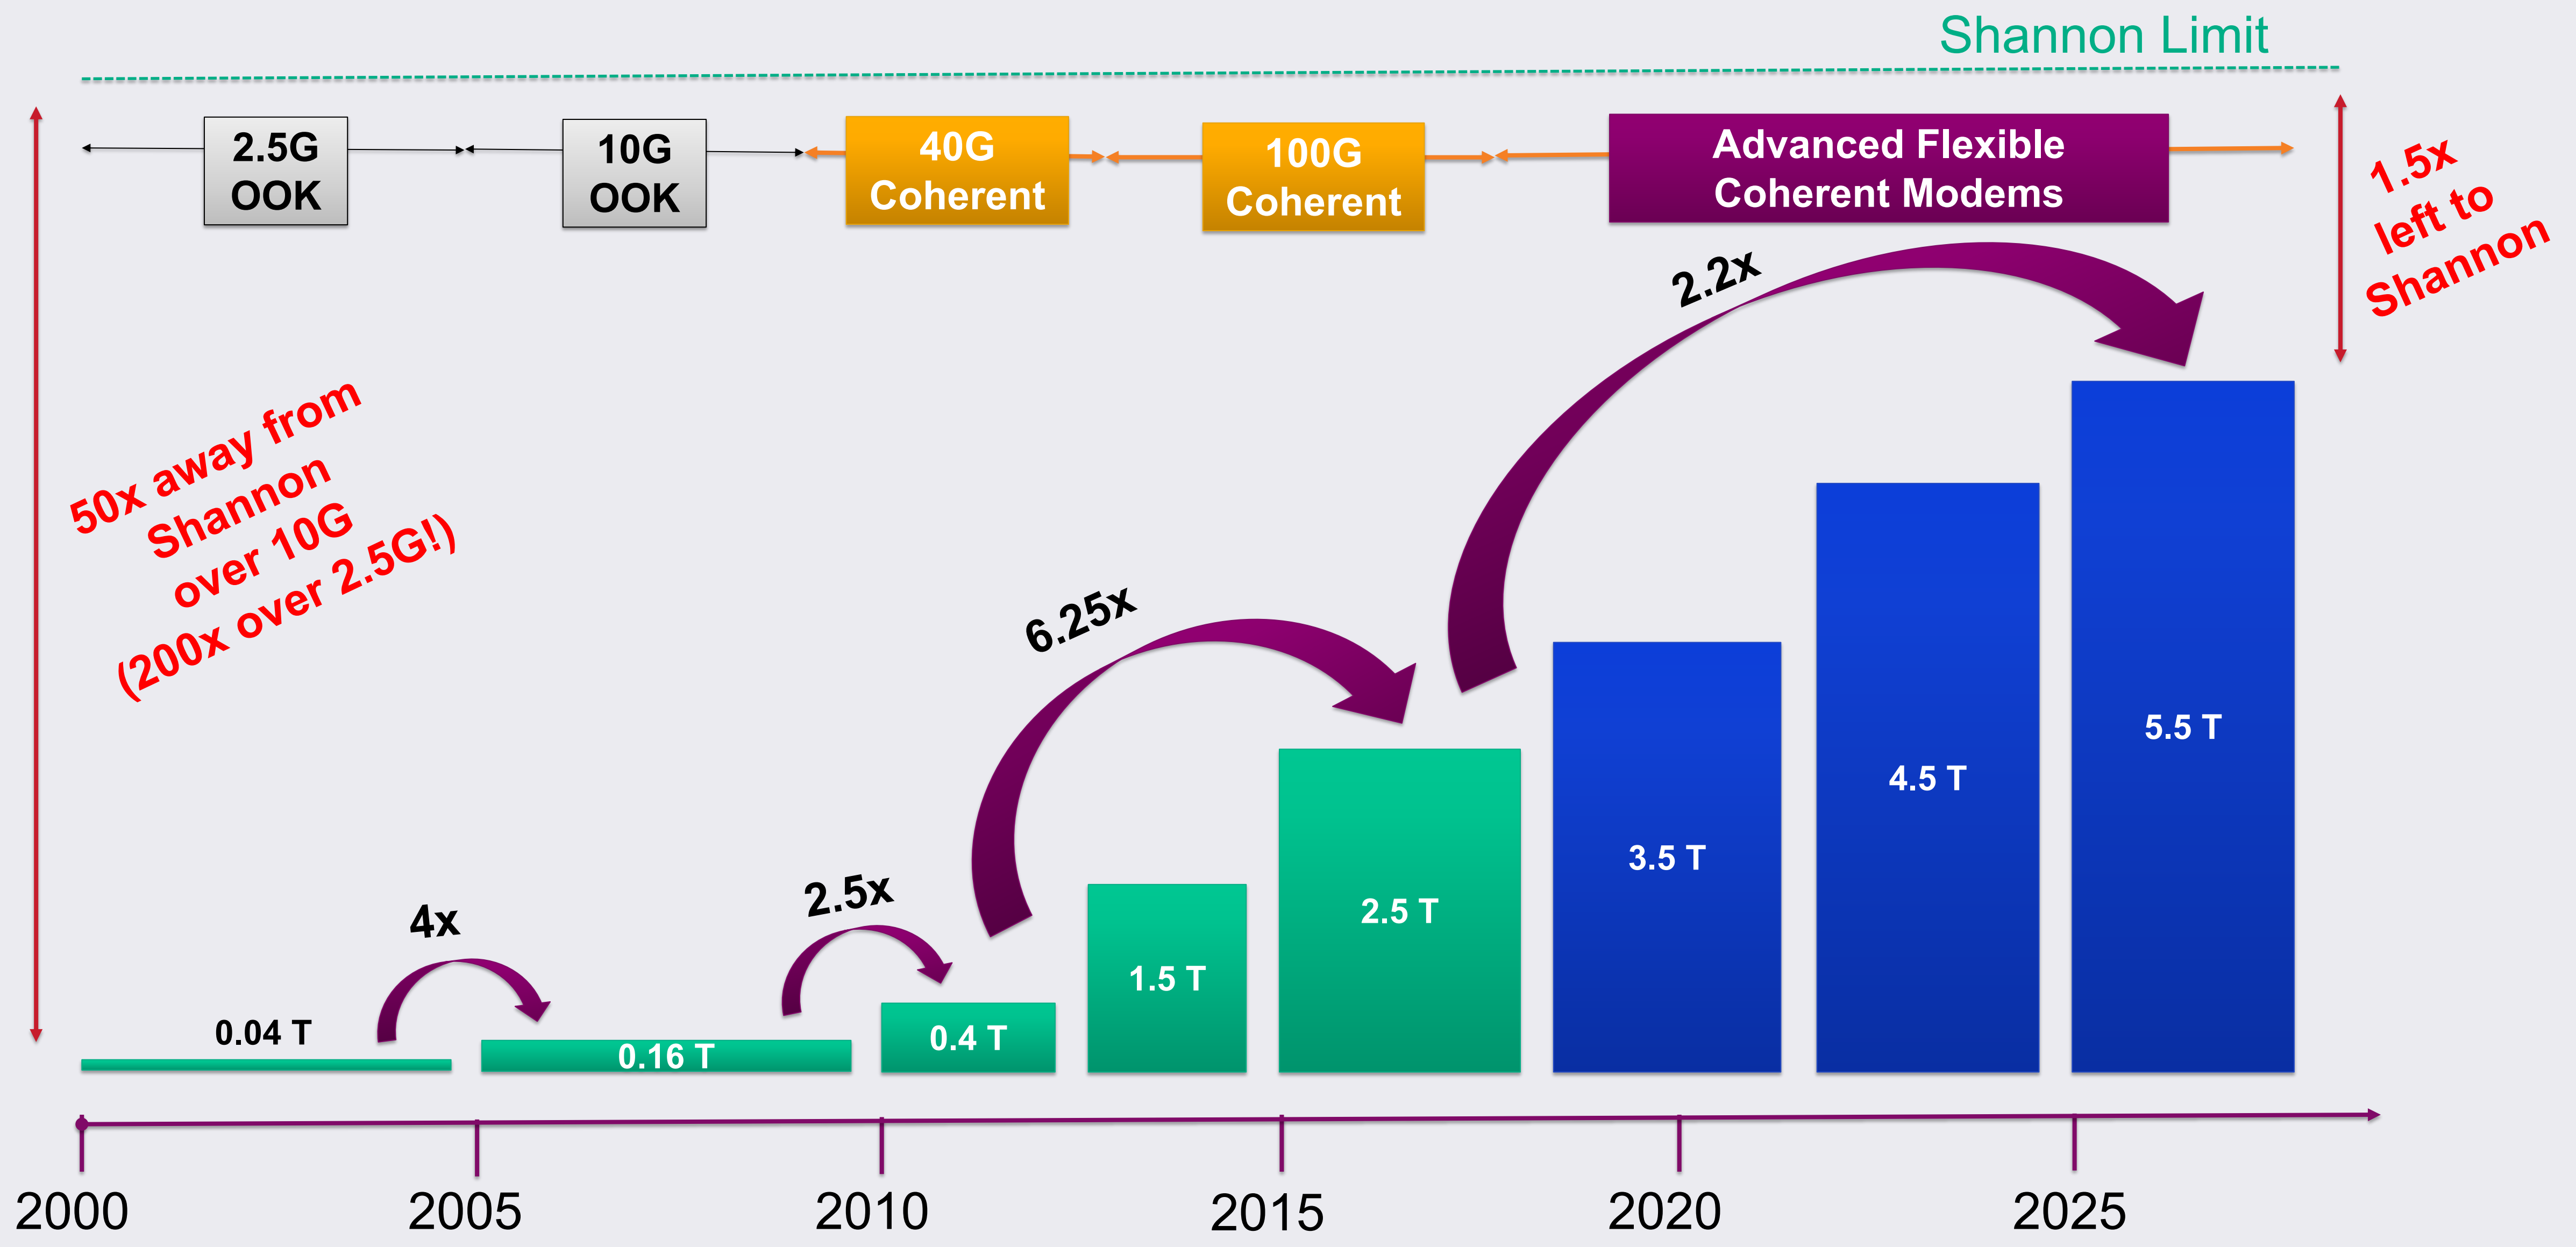 Shannon Limit
2.5G
OOK
10G
OOK
40G
Coherent
100G
Coherent
Advanced Flexible
Coherent Modems
1.5x
left to
Shannon
50x away from
Shannon
over 10G
(200x over 2.5G!)
4x
2.5x
6.25x
2.2x
0.04 T
0.16 T
0.4 T
1.5 T
2.5 T
3.5 T
4.5 T
5.5 T
2000
2005
2010
2015
2020
2025